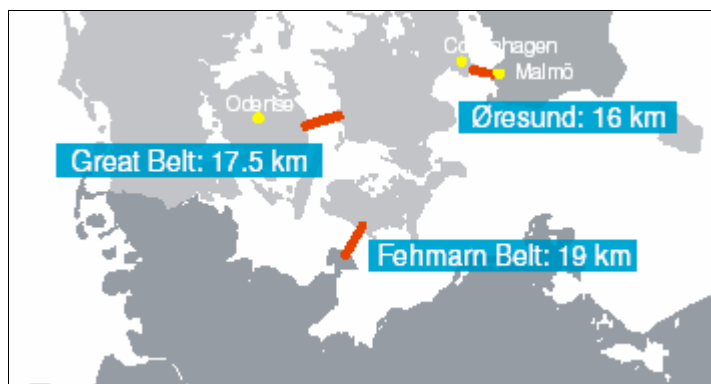 Copenhagen
Malmö
Odense
Øresund: 16 km
Great Belt: 17.5 km
Fehmarn Belt: 19 km